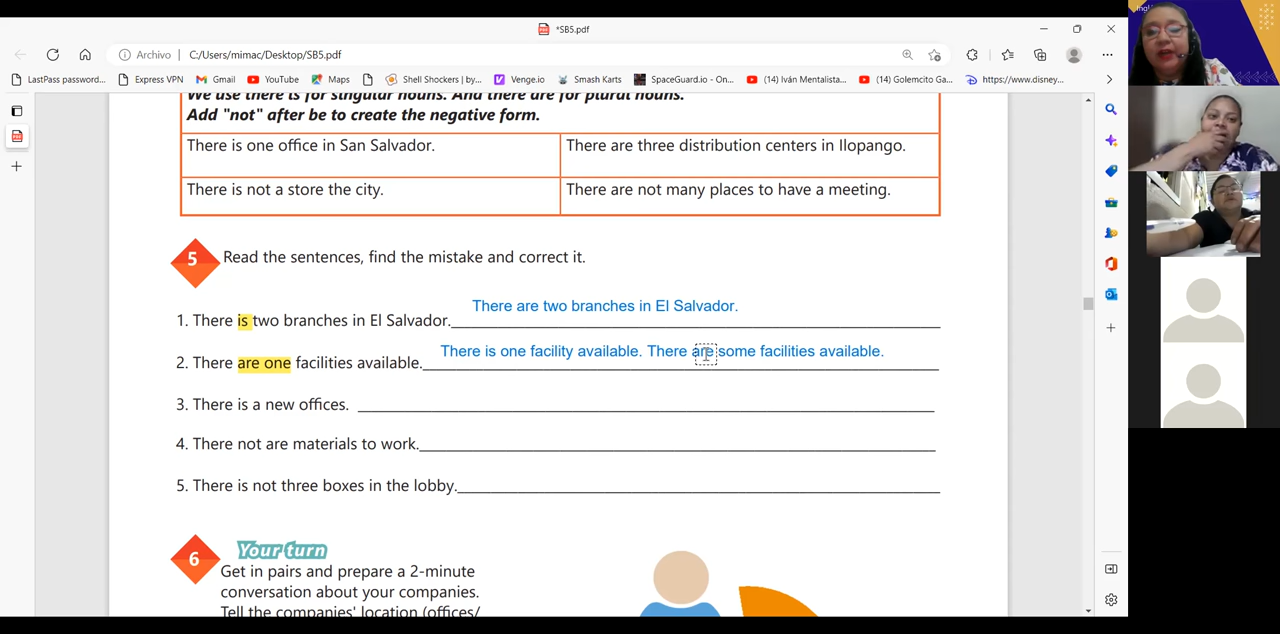 *SB5.pdf
Archivo | C:/Users/mimac/Desktop/SB5.pdf
LastPass password... Express VPN Gmail YouTube Maps Shell Shockers | by... Venge.io Smash Karts SpaceGuard.io - On... (14) Iván Mentalista... (14) Golemcito Ga... https://www.disney...
We use there is for singular nouns. And there are for plural nouns.
Add "not" after be to create the negative form.
There is one office in San Salvador. There are three distribution centers in Ilopango.
There is not a store the city. There are not many places to have a meeting.
5 Read the sentences, find the mistake and correct it.
There are two branches in El Salvador.
1. There is two branches in El Salvador.
There is one facility available. There are some facilities available.
2. There are one facilities available.
3. There is a new offices.
4. There not are materials to work.
5. There is not three boxes in the lobby.
6 Your turn
Get in pairs and prepare a 2-minute
conversation about your companies.
Tell the companies' location (offices/